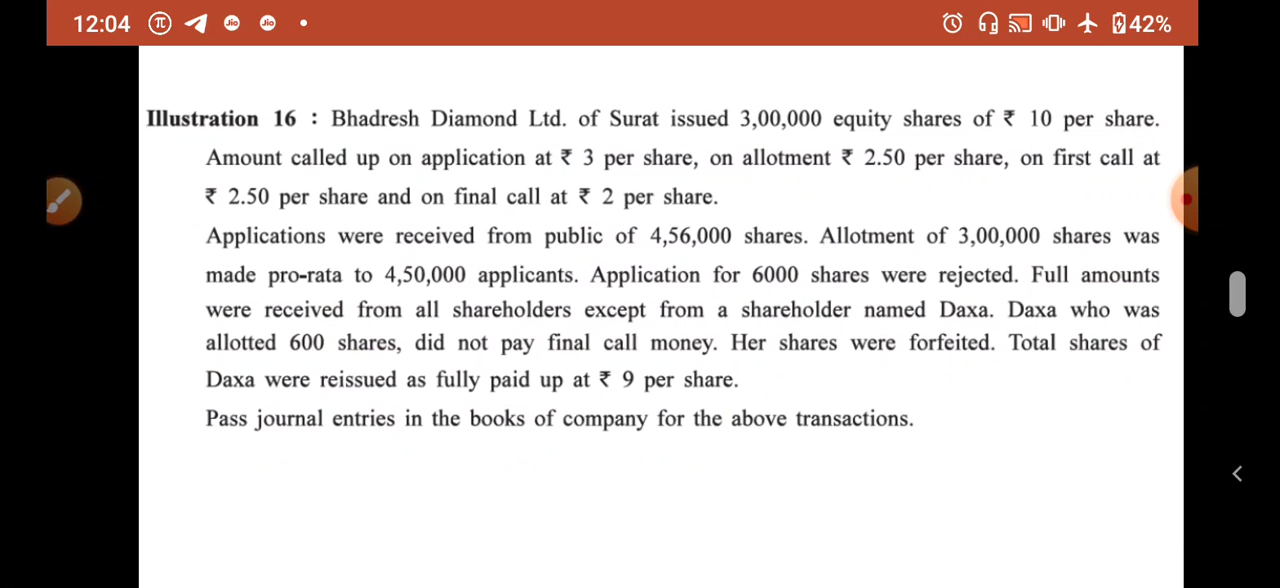 12:04 π Jio Jio 42%
Illustration 16 : Bhadresh Diamond Ltd. of Surat issued 3,00,000 equity shares of ₹ 10 per share.
Amount called up on application at ₹ 3 per share, on allotment ₹ 2.50 per share, on first call at
₹ 2.50 per share and on final call at ₹ 2 per share.
Applications were received from public of 4,56,000 shares. Allotment of 3,00,000 shares was
made pro-rata to 4,50,000 applicants. Application for 6000 shares were rejected. Full amounts
were received from all shareholders except from a shareholder named Daxa. Daxa who was
allotted 600 shares, did not pay final call money. Her shares were forfeited. Total shares of
Daxa were reissued as fully paid up at ₹ 9 per share.
Pass journal entries in the books of company for the above transactions.